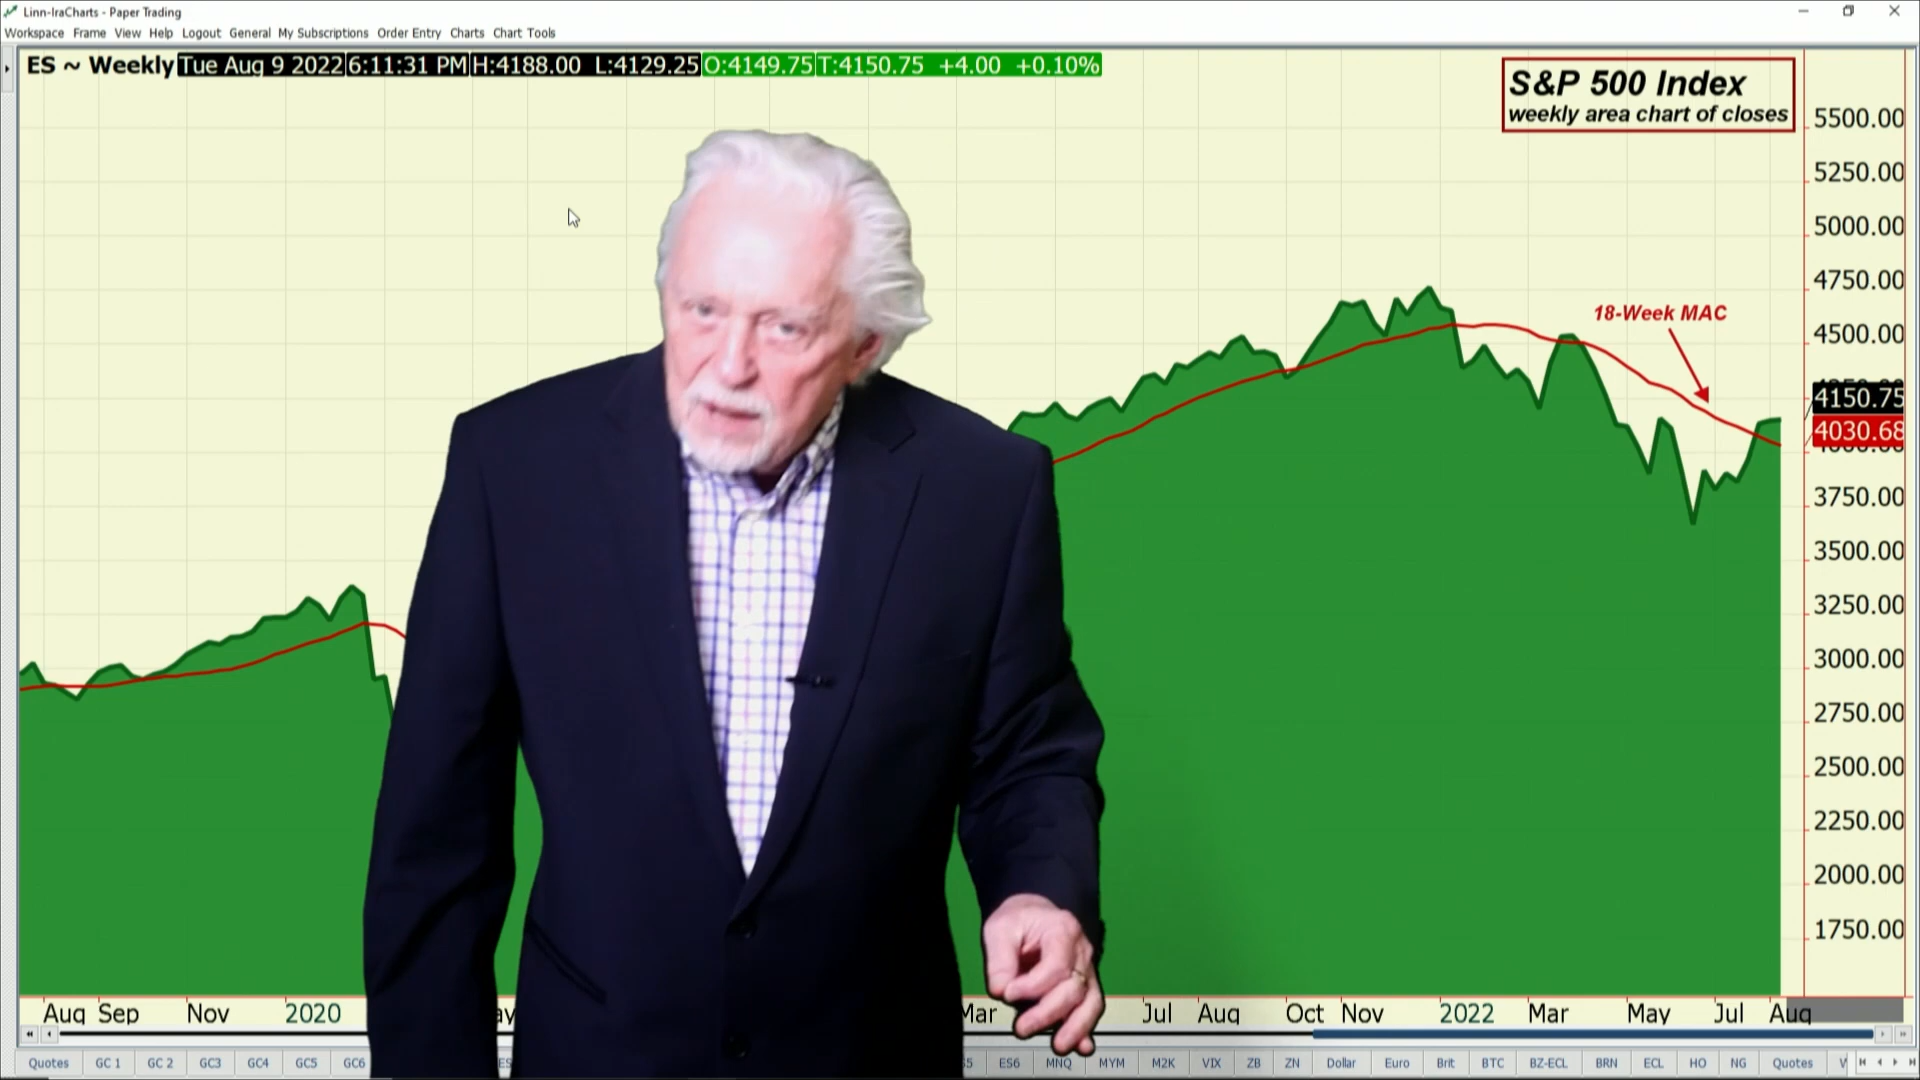 Linn-IraCharts - Paper Trading
Workspace Frame View Help Logout General My Subscriptions Order Entry Charts Chart Tools
ES ~ Weekly Tue Aug 9 2022 6:11:31 PM H:4188.00 L:4129.25 O:4149.75 T:4150.75 +4.00 +0.10%
S&P 500 Index
weekly area chart of closes
5500.00
5250.00
5000.00
4750.00
18-Week MAC
4500.00
4150.75
4030.68
3750.00
3500.00
3250.00
3000.00
2750.00
2500.00
2250.00
2000.00
1750.00
Aug Sep Nov 2020 Mar Jul Aug Oct Nov 2022 Mar May Jul Aug
Quotes GC 1 GC 2 GC3 GC4 GC5 GC6 ES6 MNQ MYM M2K VIX ZB ZN Dollar Euro Brit BTC BZ-ECL BRN ECL HO NG Quotes